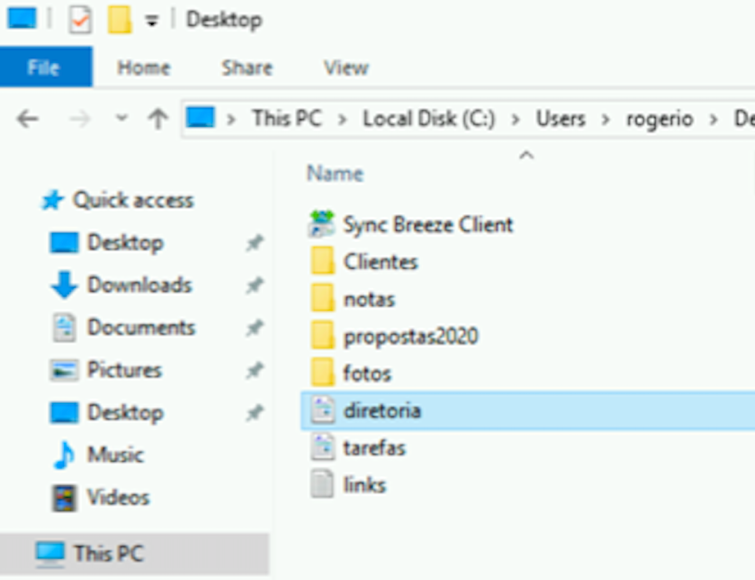 Desktop
File Home Share View
This PC > Local Disk (C:) > Users > rogerio >
Name
Quick access
Desktop
Downloads
Documents
Pictures
Desktop
Music
Videos
This PC
Sync Breeze Client
Clientes
notas
propostas2020
fotos
diretoria
tarefas
links